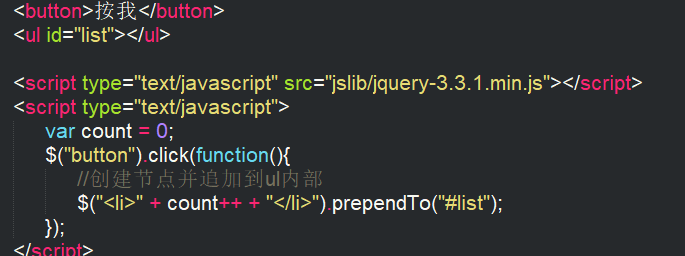 <button>按我</button>
<ul id="list"></ul>
<script type="text/javascript" src="jslib/jquery-3.3.1.min.js"></script>
<script type="text/javascript">
var count = 0;
$("button").click(function(){
//创建节点并追加到ul内部
$("<li>" + count++ + "</li>").prependTo("#list");
});
</script>